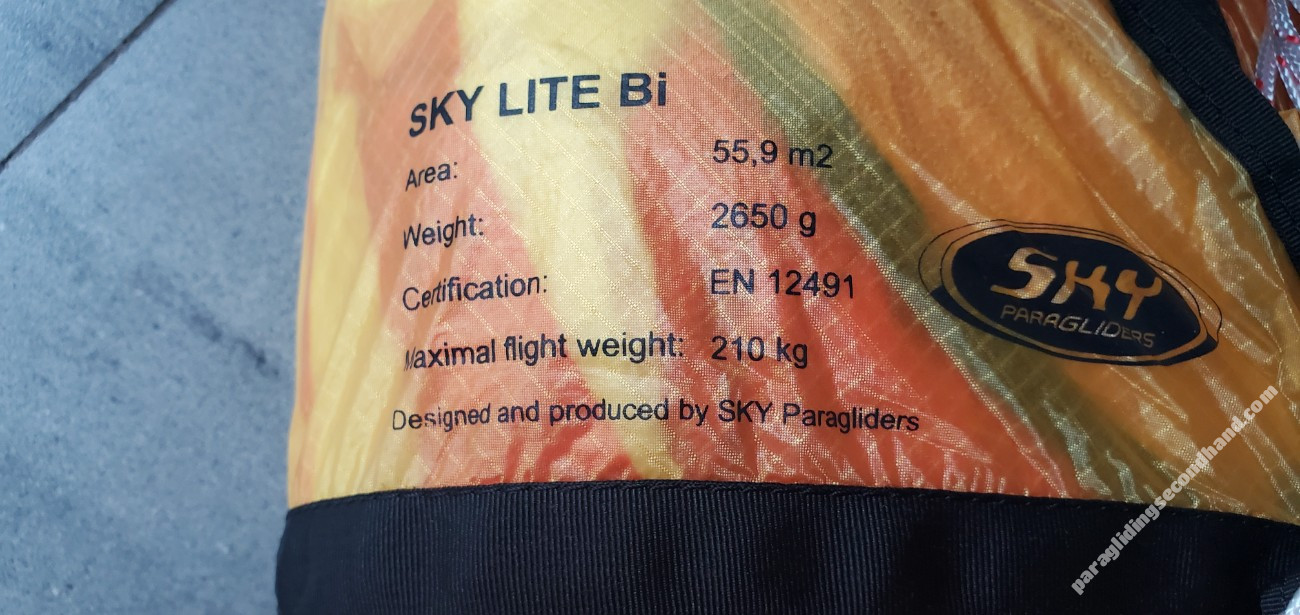 SKY LITE Bi
Area: 55,9 m2
Weight: 2650 g
Certification: EN 12491
Maximal flight weight: 210 kg
Designed and produced by SKY Paragliders
SKY
PARAGLIDERS
paraglidingsecondhand.com